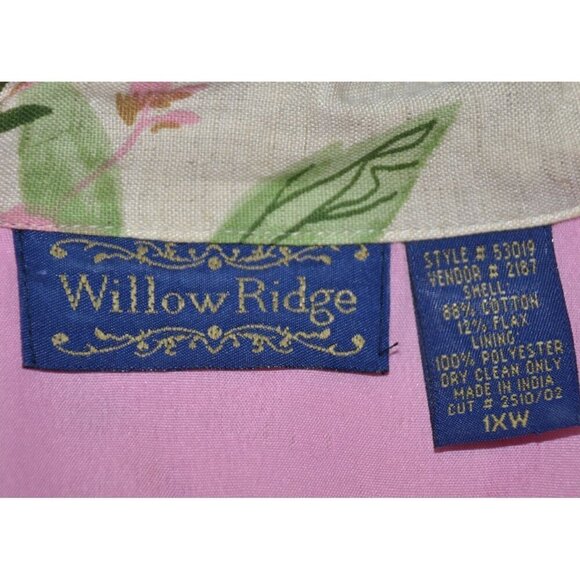 Willow Ridge
STYLE # 53019
VENDOR # 2187
SHELL:
88% COTTON
12% FLAX
LINING:
100% POLYESTER
DRY CLEAN ONLY
MADE IN INDIA
CUT # 2510/02
1XW